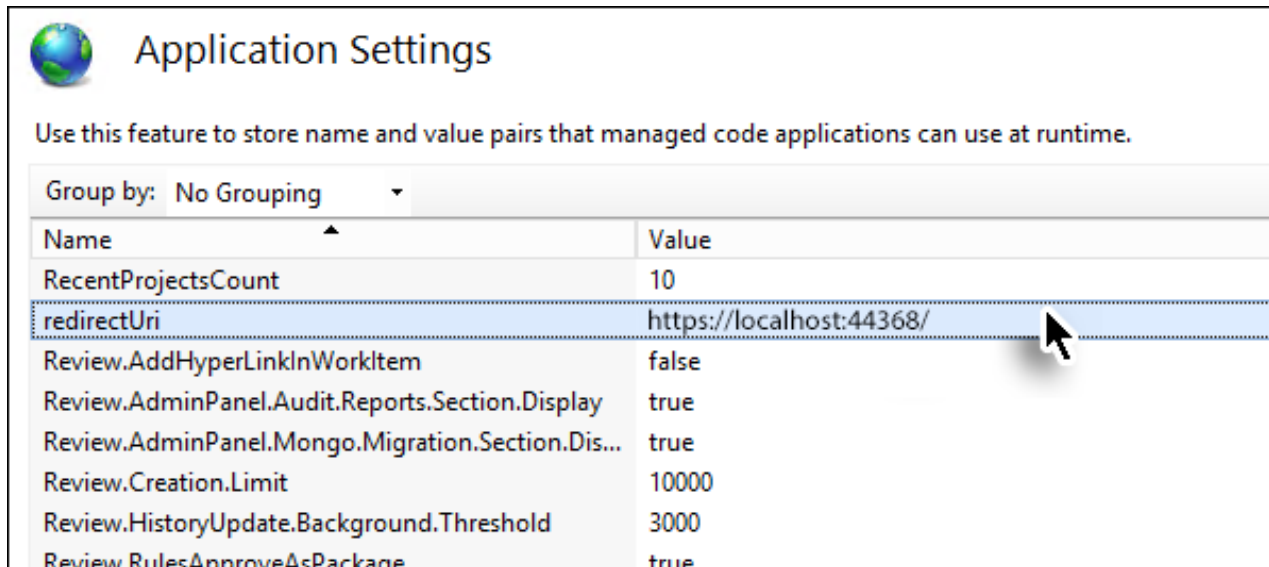 Application Settings
Use this feature to store name and value pairs that managed code applications can use at runtime.
Group by: No Grouping
Name Value
RecentProjectsCount 10
redirectUri https://localhost:44368/
Review.AddHyperLinkInWorkItem false
Review.AdminPanel.Audit.Reports.Section.Display true
Review.AdminPanel.Mongo.Migration.Section.Dis... true
Review.Creation.Limit 10000
Review.HistoryUpdate.Background.Threshold 3000
Review.RulesApproveAsPackage true